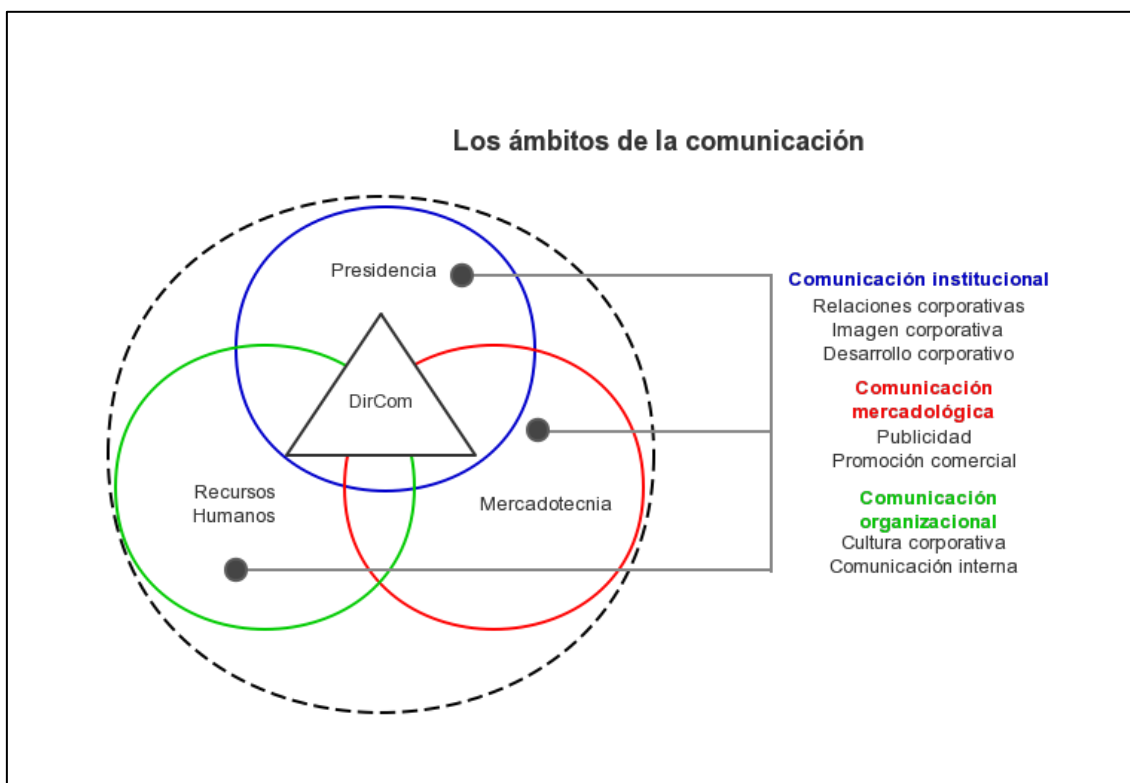 Los ámbitos de la comunicación
Presidencia
DirCom
Recursos
Humanos
Mercadotecnia
Comunicación institucional
Relaciones corporativas
Imagen corporativa
Desarrollo corporativo
Comunicación
mercadológica
Publicidad
Promoción comercial
Comunicación
organizacional
Cultura corporativa
Comunicación interna